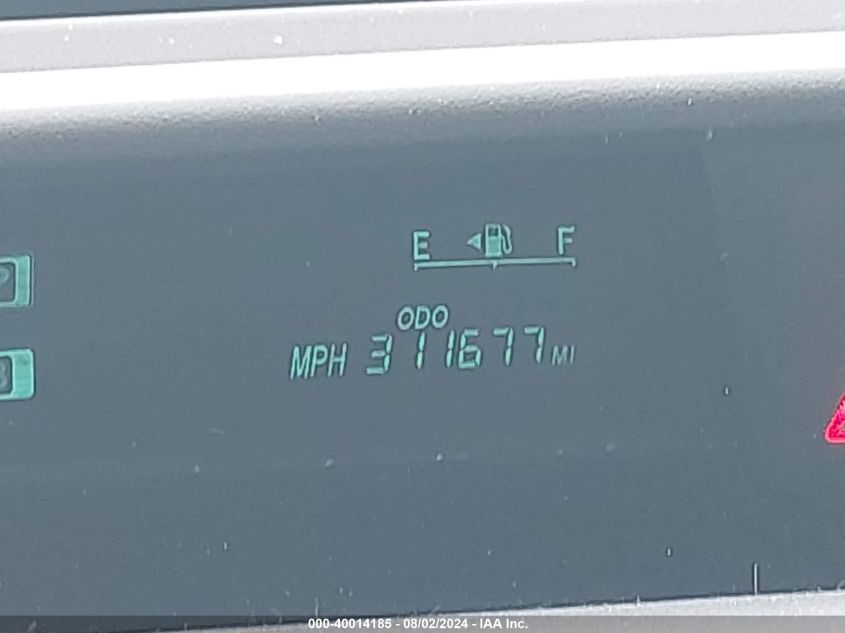 E F
ODO
MPH 311677 MI
000-40014185 - 08/02/2024 - IAA Inc.